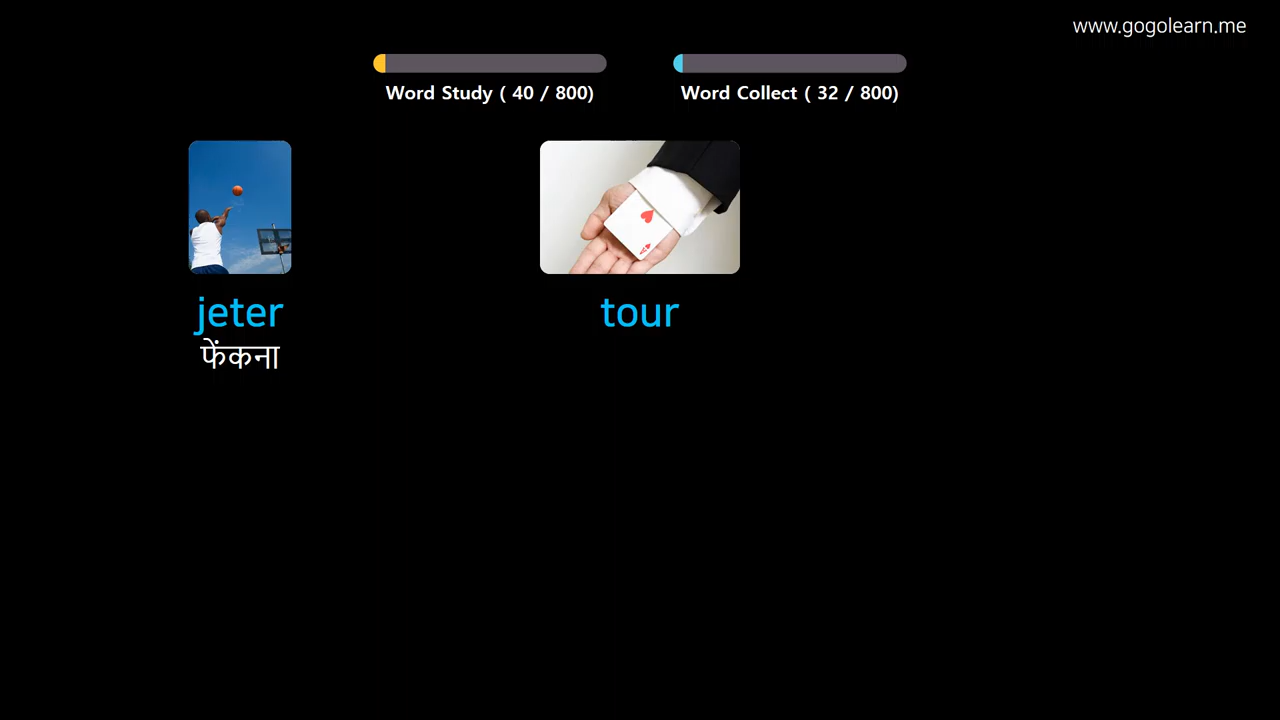 www.gogolearn.me
Word Study ( 40 / 800)
Word Collect ( 32 / 800)
jeter
फेंकना
tour